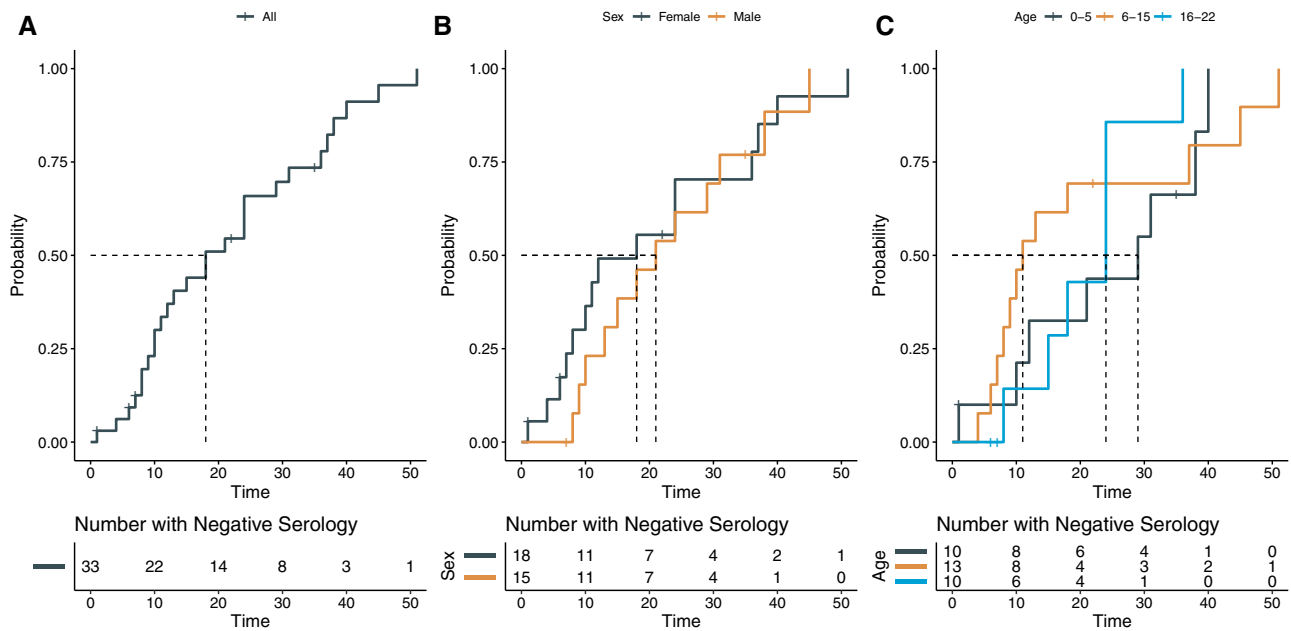 A
All
Probability
1.00
0.75
0.50
0.25
0.00
0 10 20 30 40 50
Time
Number with Negative Serology
33 22 14 8 3 1
0 10 20 30 40 50
Time
B
Sex Female Male
Probability
1.00
0.75
0.50
0.25
0.00
0 10 20 30 40 50
Time
Number with Negative Serology
Sex
18 11 7 4 2 1
15 11 7 4 1 0
0 10 20 30 40 50
Time
C
Age 0−5 6−15 16−22
Probability
1.00
0.75
0.50
0.25
0.00
0 10 20 30 40 50
Time
Number with Negative Serology
Age
10 8 6 4 1 0
13 8 4 3 2 1
10 6 4 1 0 0
0 10 20 30 40 50
Time